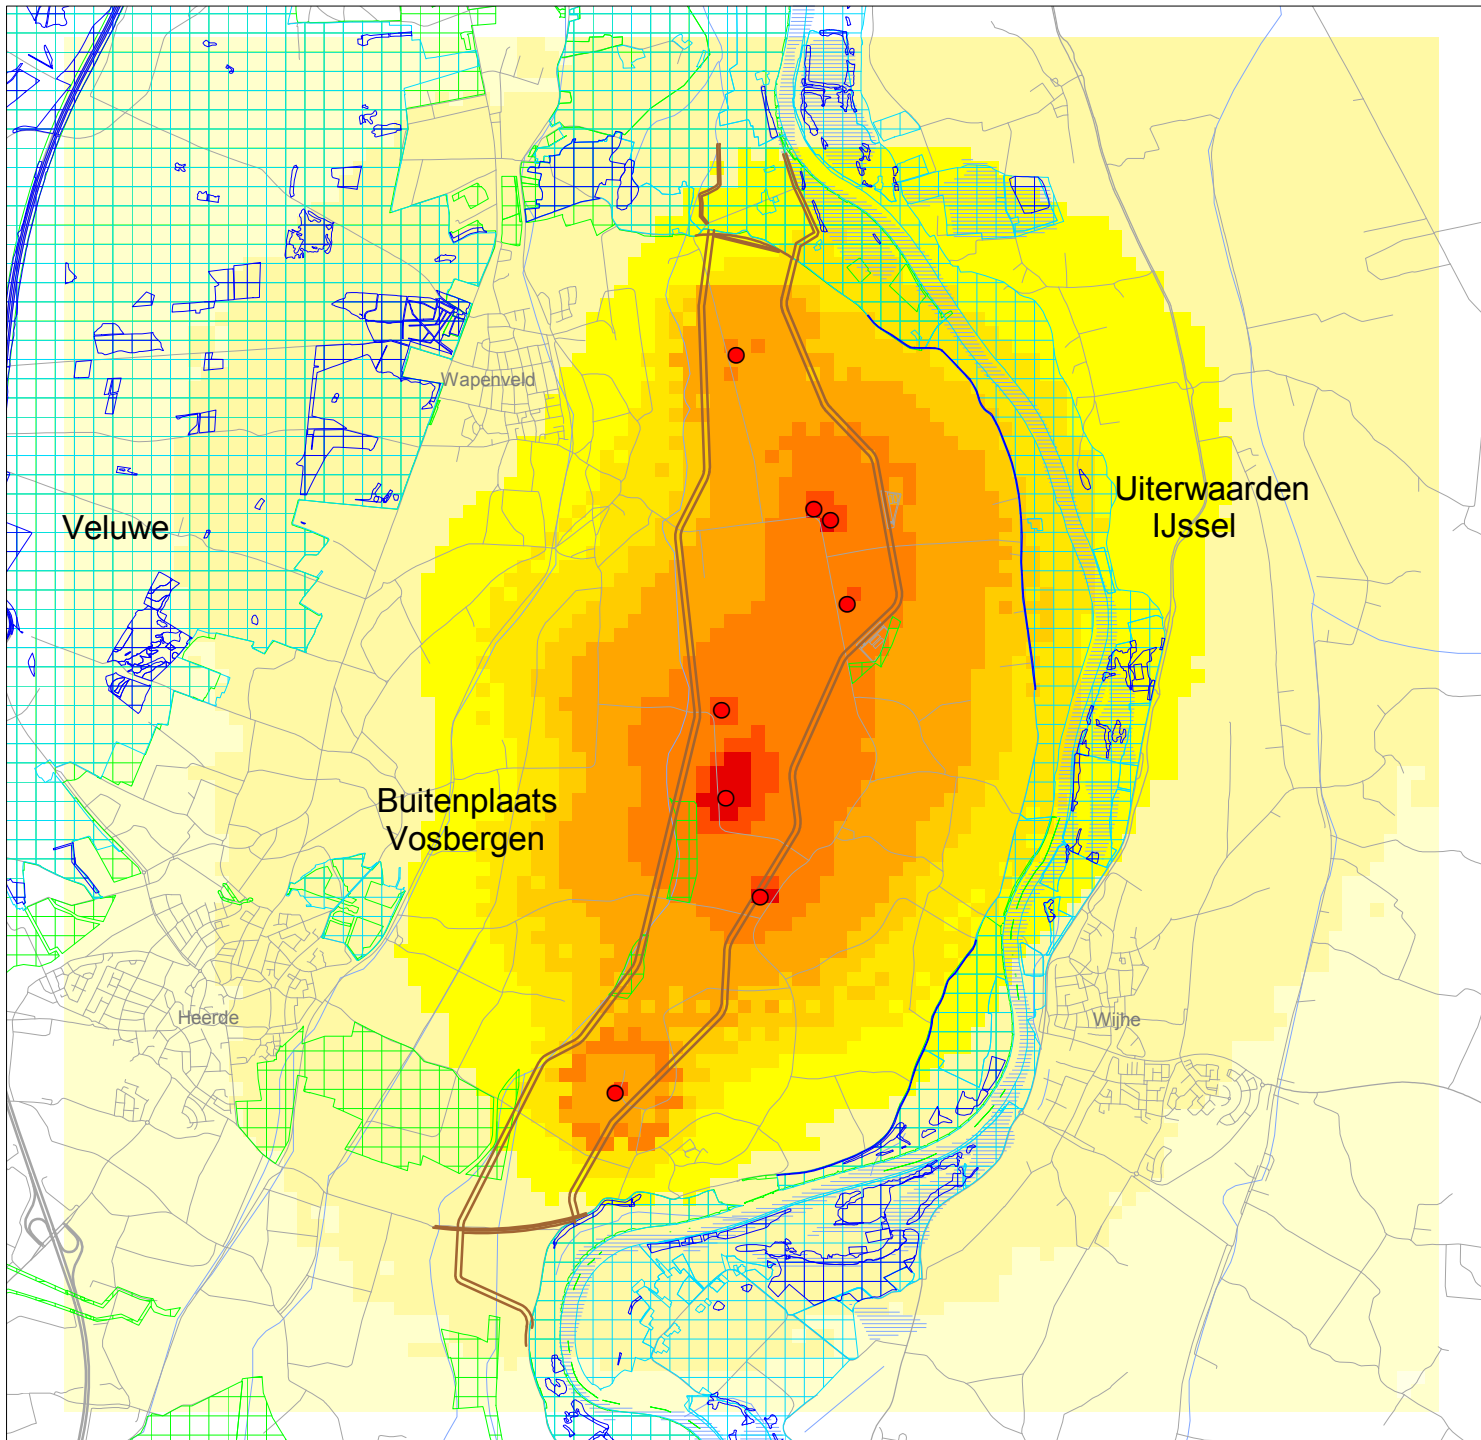 Wapenveld
Uiterwaarden
IJssel
Veluwe
Buitenplaats
Vosbergen
Heerde
Wijhe